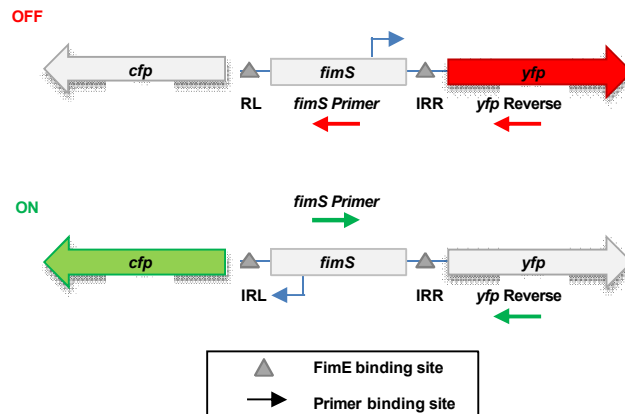 OFF
cfp
fimS
yfp
RL
fimS Primer
IRR
yfp Reverse
fimS Primer
ON
cfp
fimS
yfp
IRL
IRR
yfp Reverse
FimE binding site
Primer binding site